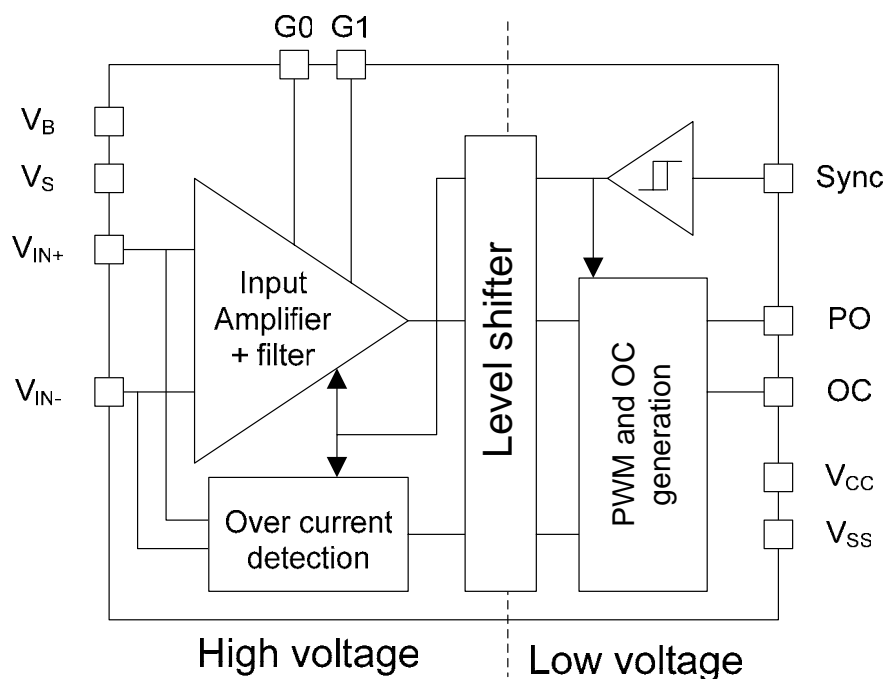 G0 G1
VB
VS
VIN+
VIN-
Input
Amplifier
+ filter
Over current
detection
Level shifter
PWM and OC
generation
Sync
PO
OC
VCC
VSS
High voltage
Low voltage